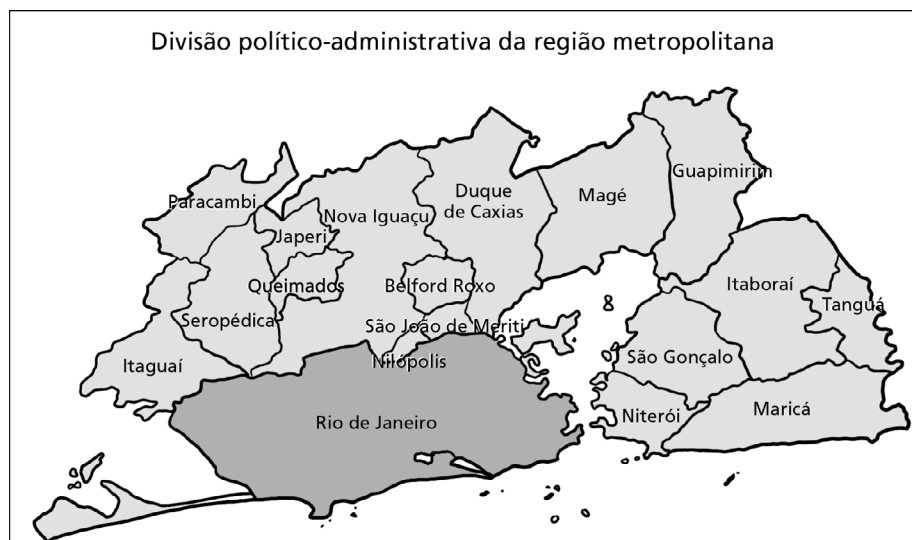 Divisão político-administrativa da região metropolitana
Guapimirim
Paracambi
Nova Iguaçu
Duque
de Caxias
Magé
Japeri
Queimados
Belford Roxo
Itaboraí
Tanguá
Seropédica
São João de Meriti
Itaguaí
Nilópolis
São Gonçalo
Rio de Janeiro
Niterói
Maricá